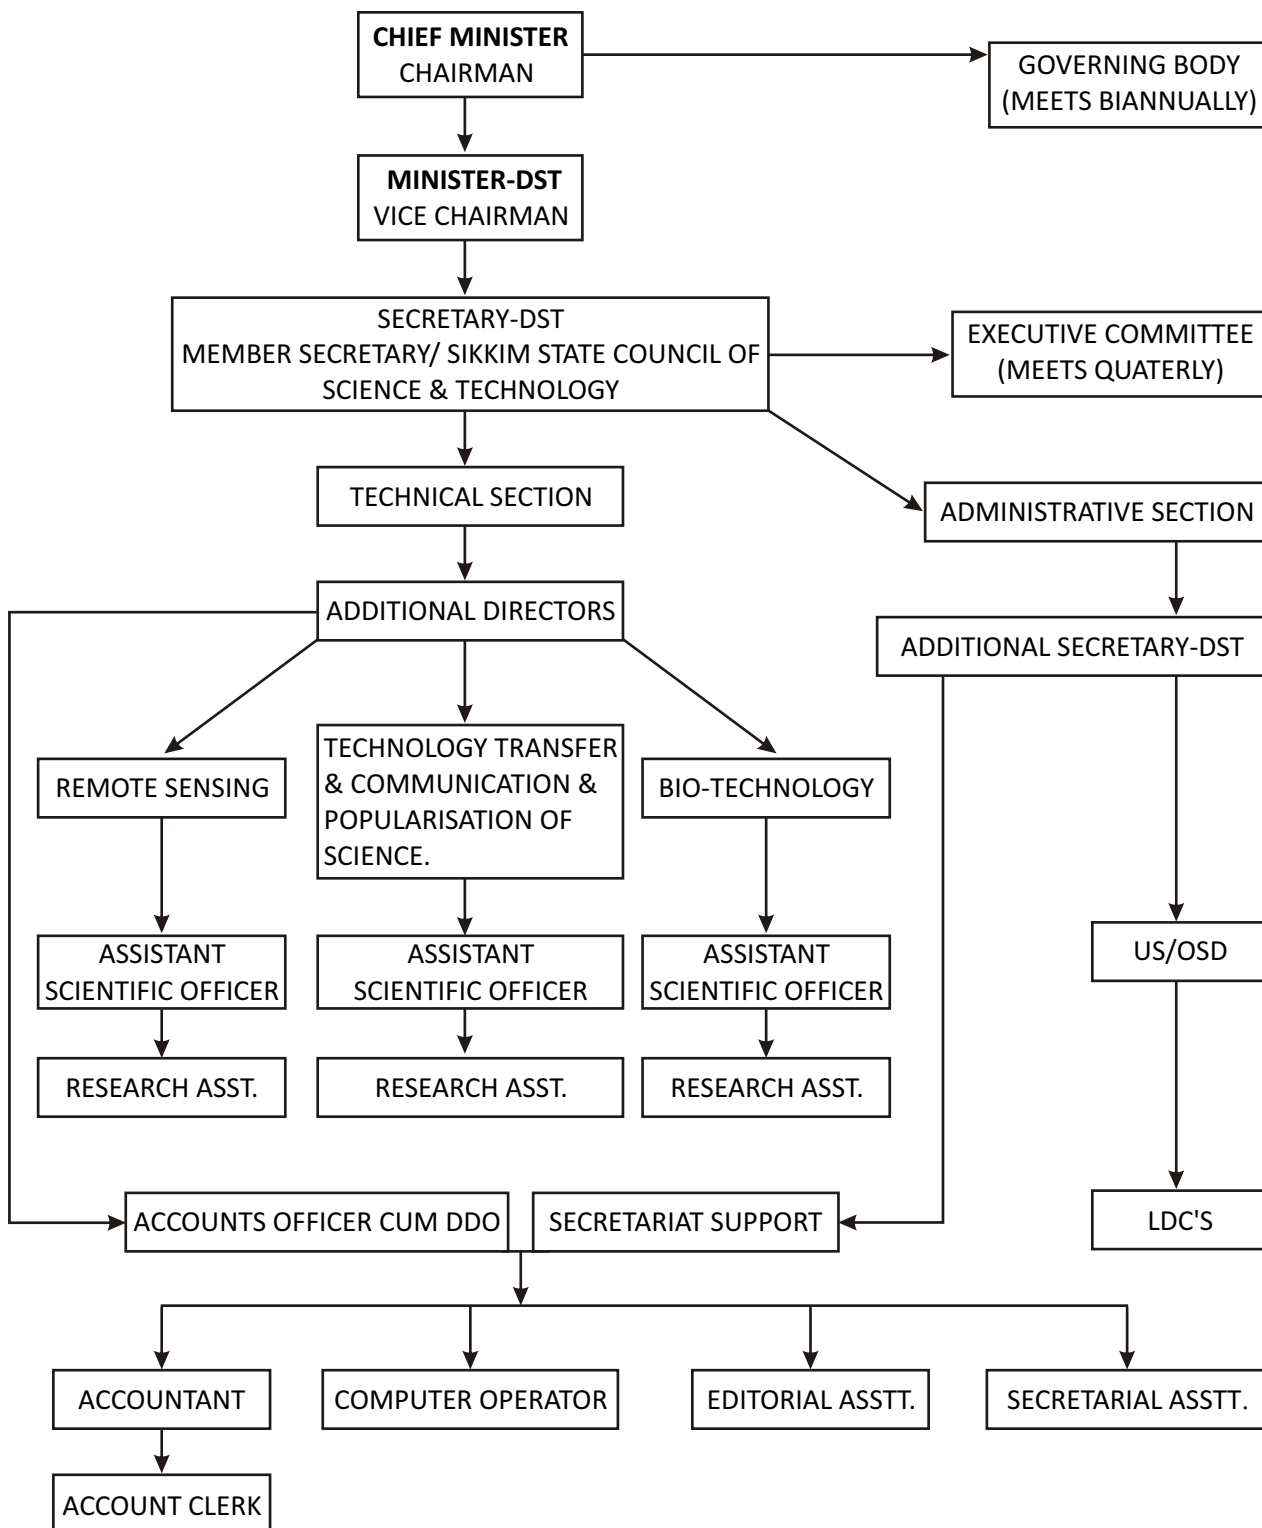 CHIEF MINISTER
CHAIRMAN
GOVERNING BODY
(MEETS BIANNUALLY)
MINISTER-DST
VICE CHAIRMAN
SECRETARY-DST
MEMBER SECRETARY/ SIKKIM STATE COUNCIL OF
SCIENCE & TECHNOLOGY
EXECUTIVE COMMITTEE
(MEETS QUATERLY)
TECHNICAL SECTION
ADMINISTRATIVE SECTION
ADDITIONAL DIRECTORS
ADDITIONAL SECRETARY-DST
REMOTE SENSING
TECHNOLOGY TRANSFER
& COMMUNICATION &
POPULARISATION OF
SCIENCE.
BIO-TECHNOLOGY
ASSISTANT
SCIENTIFIC OFFICER
ASSISTANT
SCIENTIFIC OFFICER
ASSISTANT
SCIENTIFIC OFFICER
US/OSD
RESEARCH ASST.
RESEARCH ASST.
RESEARCH ASST.
ACCOUNTS OFFICER CUM DDO
SECRETARIAT SUPPORT
LDC'S
ACCOUNTANT
COMPUTER OPERATOR
EDITORIAL ASSTT.
SECRETARIAL ASSTT.
ACCOUNT CLERK